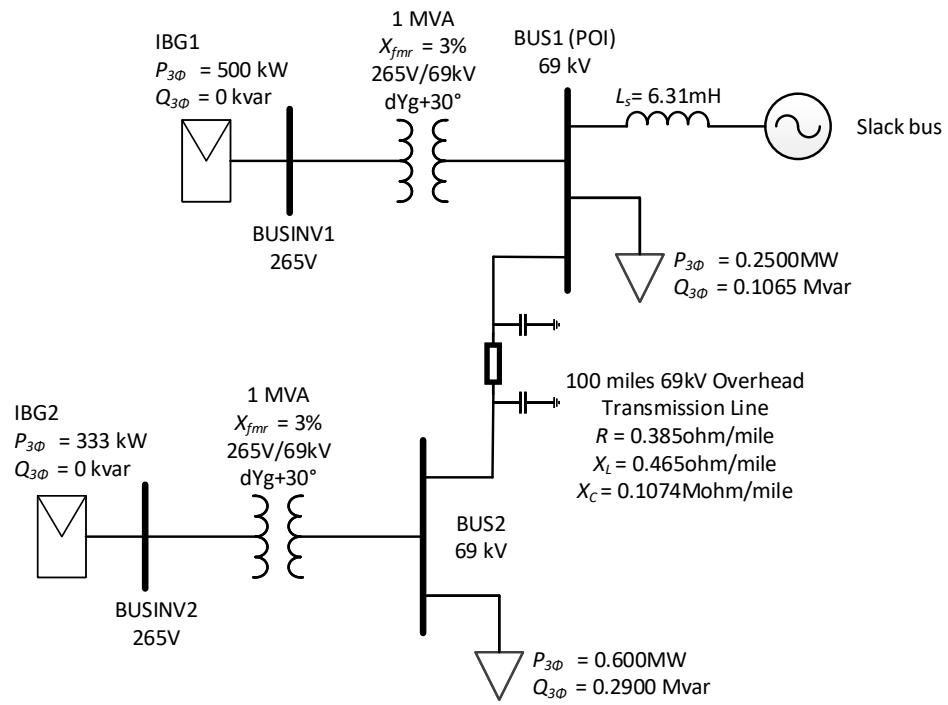 IBG1
P3Φ = 500 kW
Q3Φ = 0 kvar
1 MVA
Xfmr = 3%
265V/69kV
dYg+30°
BUS1 (POI)
69 kV
Ls= 6.31mH
Slack bus
BUSINV1
265V
P3Φ = 0.2500MW
Q3Φ = 0.1065 Mvar
100 miles 69kV Overhead
Transmission Line
R = 0.385ohm/mile
XL = 0.465ohm/mile
XC = 0.1074Mohm/mile
IBG2
P3Φ = 333 kW
Q3Φ = 0 kvar
1 MVA
Xfmr = 3%
265V/69kV
dYg+30°
BUS2
69 kV
BUSINV2
265V
P3Φ = 0.600MW
Q3Φ = 0.2900 Mvar